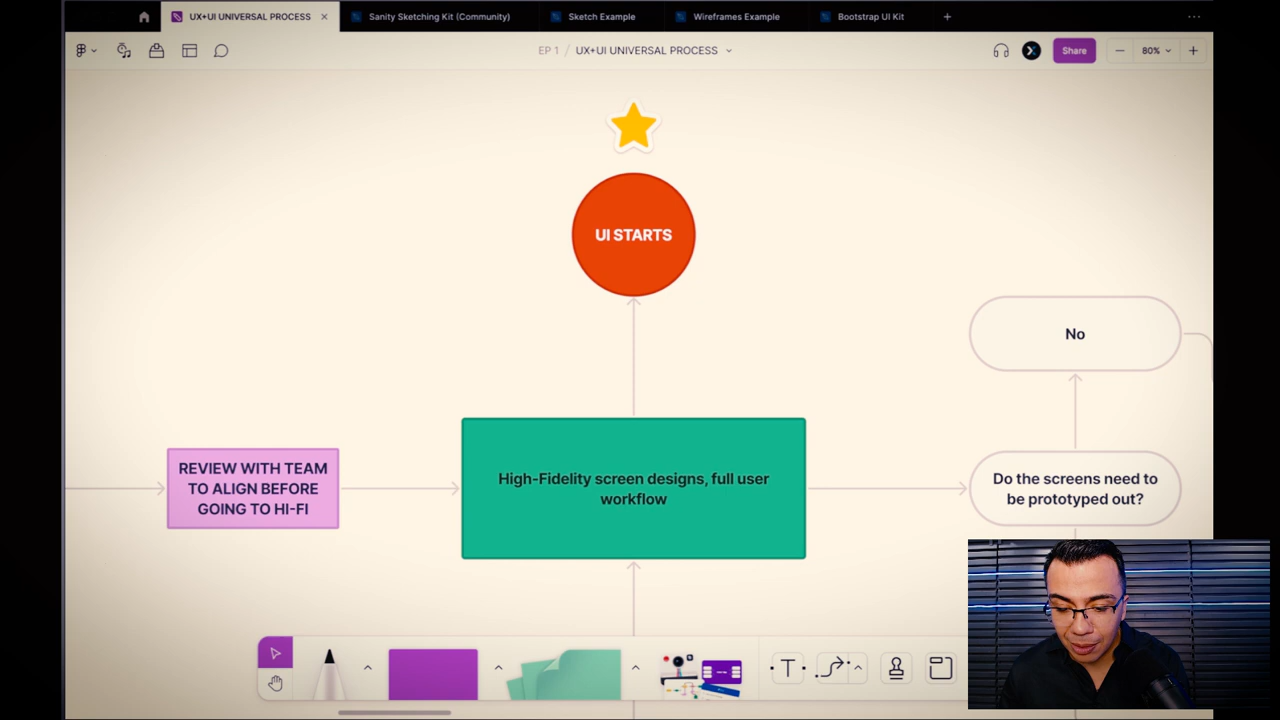 UX+UI UNIVERSAL PROCESS
Sanity Sketching Kit (Community)
Sketch Example
Wireframes Example
Bootstrap UI Kit
EP 1 / UX+UI UNIVERSAL PROCESS
Share
80%
UI STARTS
No
REVIEW WITH TEAM
TO ALIGN BEFORE
GOING TO HI-FI
High-Fidelity screen designs, full user
workflow
Do the screens need to
be prototyped out?